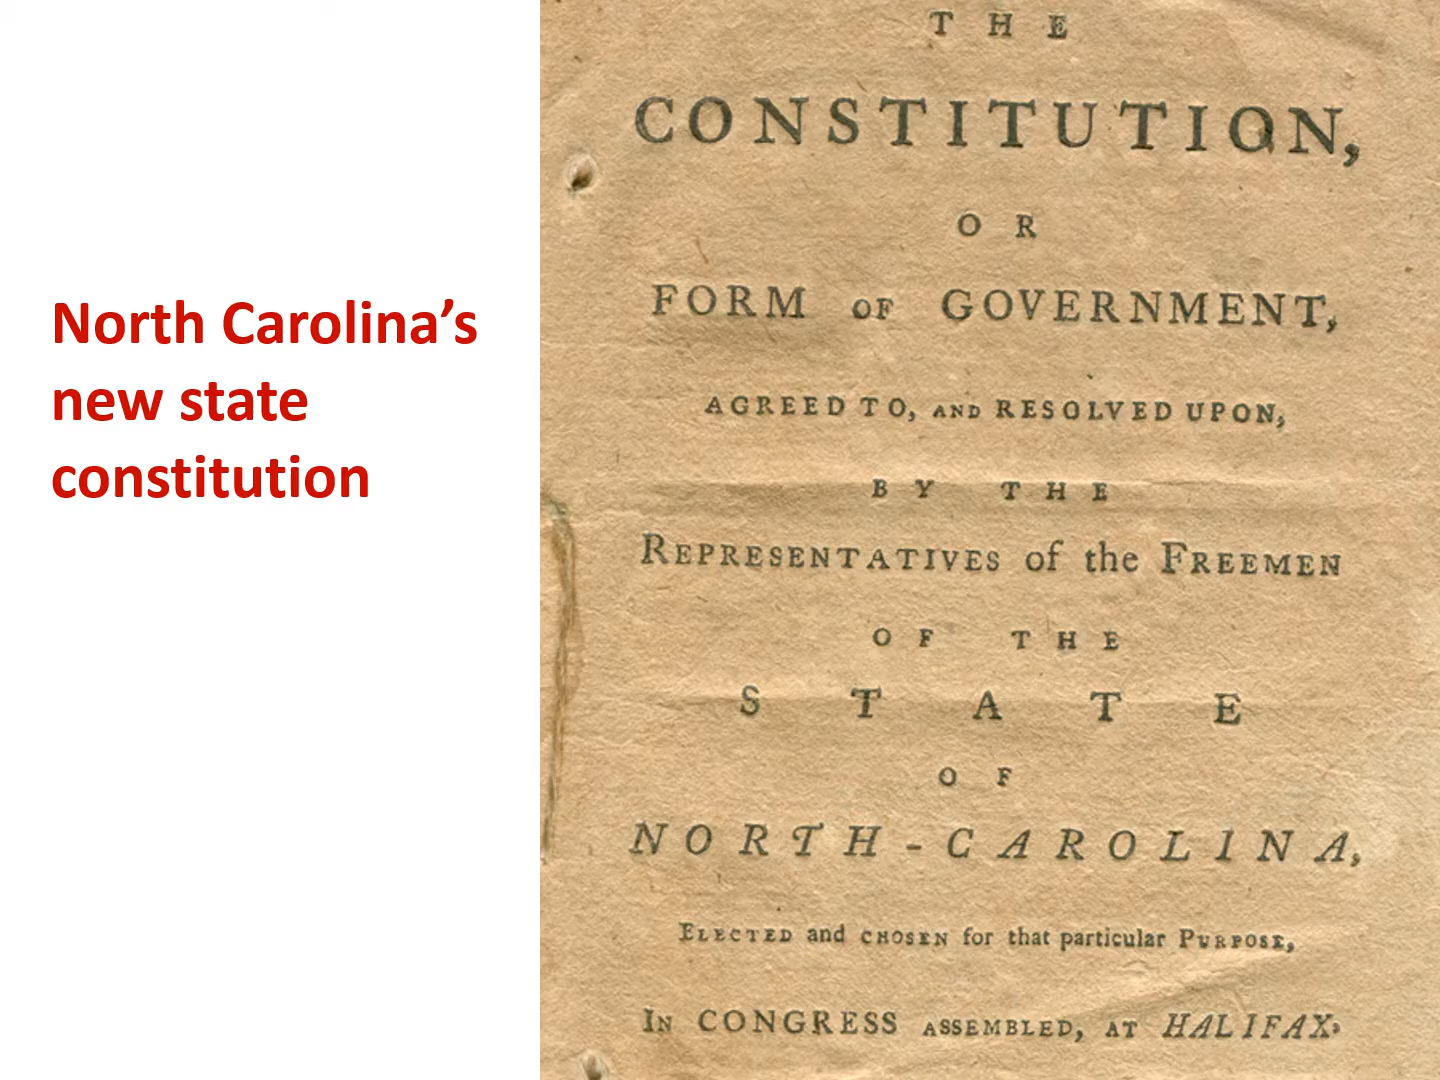 North Carolina’s
new state
constitution
THE
CONSTITUTION,
OR
FORM OF GOVERNMENT,
AGREED TO, AND RESOLVED UPON,
BY THE
REPRESENTATIVES of the FREEMEN
OF THE
STATE
OF
NORTH-CAROLINA,
ELECTED and CHOSEN for that particular PURPOSE,
IN CONGRESS ASSEMBLED, AT HALIFAX,